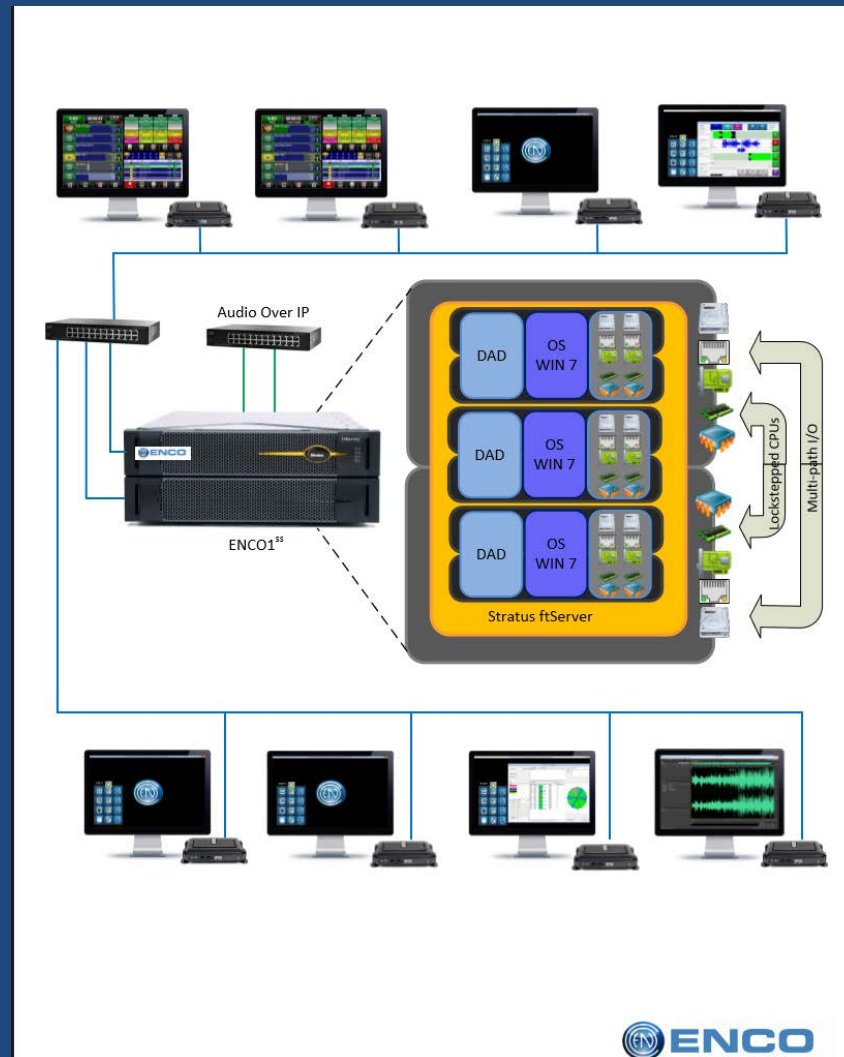 Audio Over IP
ENCO
ENCO1ˢˢ
DAD
OS
WIN 7
DAD
OS
WIN 7
DAD
OS
WIN 7
Stratus ftServer
Lockstepped CPUs
Multi-path I/O
ENCO